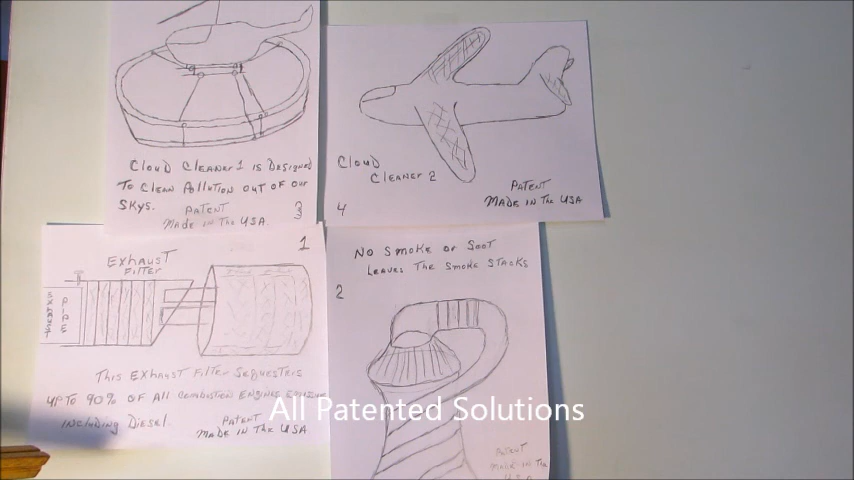 CLOUD CLEANER 1 IS DESIGNED
TO CLEAN POLLUTION OUT OF OUR
SKYS.
PATENT
MADE IN THE USA.
3
CLOUD
CLEANER 2
4
PATENT
MADE IN THE USA
1
EXHAUST
FILTER
EXHAUST
PIPE
THIS EXHAUST FILTER SEQUESTERS
UP TO 90% OF ALL COMBUSTION ENGINES
INCLUDING DIESEL.
PATENT
MADE IN THE USA
NO SMOKE OR SOOT
LEAVES THE SMOKE STACKS
2
PATENT
MADE IN THE
U.S.A
All Patented Solutions